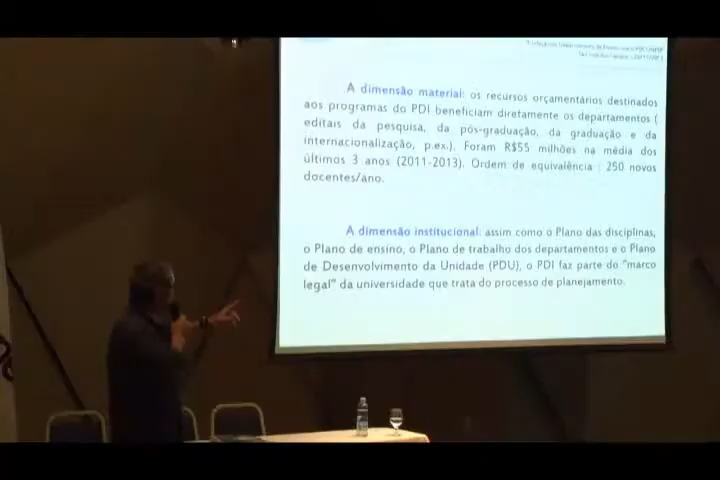 A dimensão material: os recursos orçamentários destinados
aos programas do PDI beneficiam diretamente os departamentos (
editais da pesquisa, da pós-graduação, da graduação e da
internacionalização, p.ex.). Foram R$55 milhões na média dos
últimos 3 anos (2011-2013). Ordem de equivalência : 250 novos
docentes/ano.
A dimensão institucional: assim como o Plano das disciplinas,
o Plano de ensino, o Plano de trabalho dos departamentos e o Plano
de Desenvolvimento da Unidade (PDU), o PDI faz parte do "marco
legal" da universidade que trata do processo de planejamento.